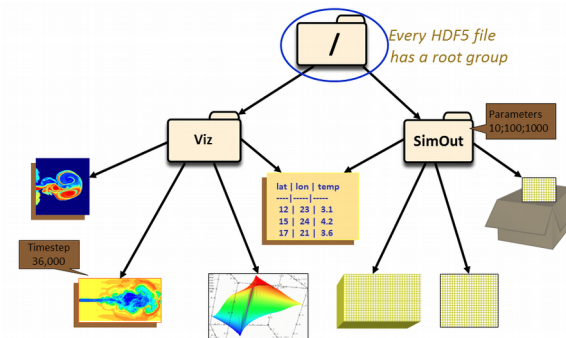 /
Every HDF5 file
has a root group
Parameters
10;100;1000
Viz
SimOut
lat | lon | temp
----|-----|-----
12 | 23 | 3.1
15 | 24 | 4.2
17 | 21 | 3.6
Timestep
36,000